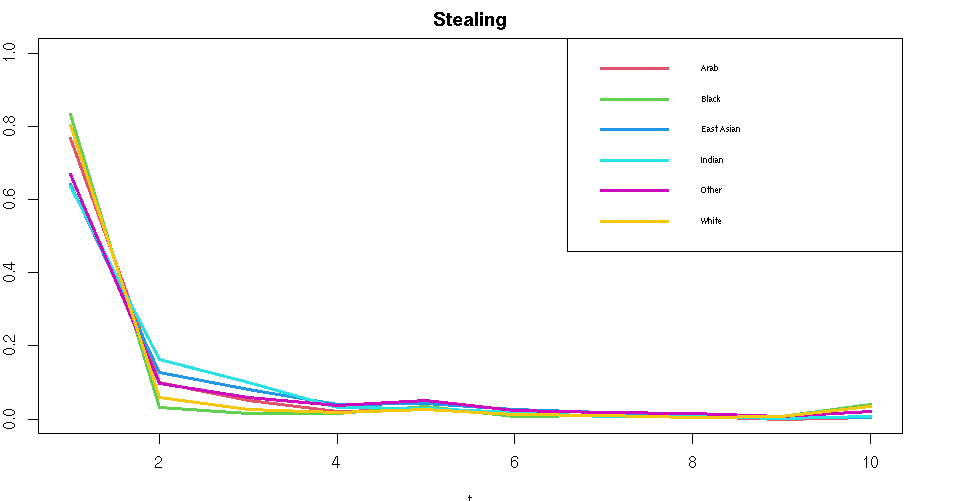 Stealing
1.0
0.8
0.6
0.4
0.2
0.0
Arab
Black
East Asian
Indian
Other
White
2 4 6 8 10
t